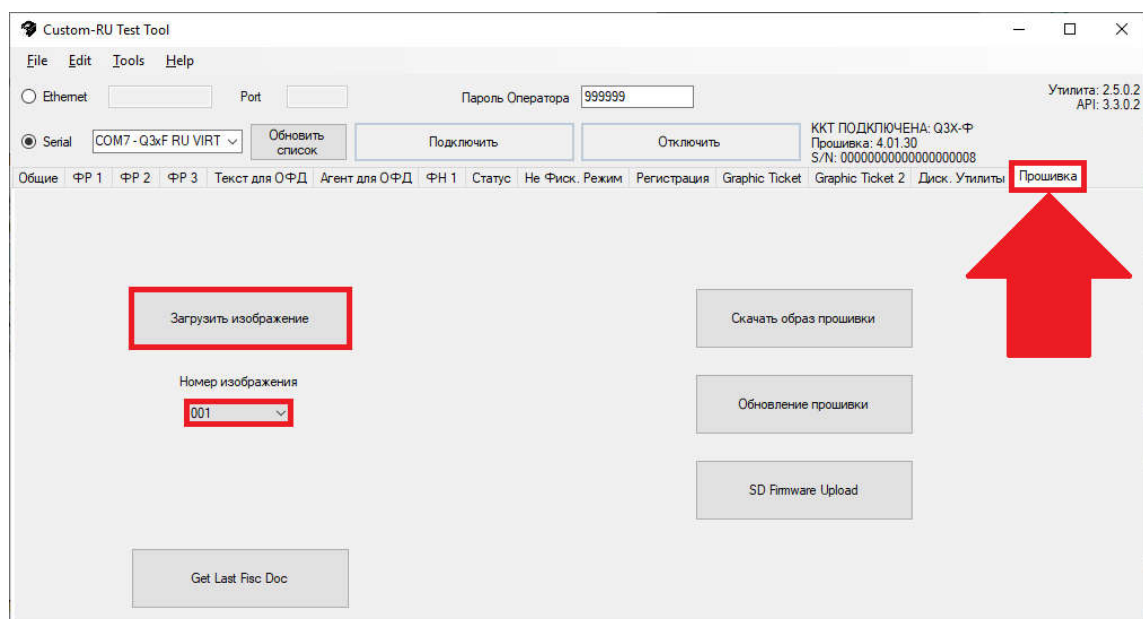 Custom-RU Test Tool
File Edit Tools Help
Ethernet Port Пароль Оператора 999999
Утилита: 2.5.0.2
API: 3.3.0.2
Serial COM7 - Q3xF RU VIRT Обновить список Подключить Отключить
ККТ ПОДКЛЮЧЕНА: Q3X-Ф
Прошивка: 4.01.30
S/N: 00000000000000000008
Общие ФР 1 ФР 2 ФР 3 Текст для ОФД Агент для ОФД ФН 1 Статус Не Фиск. Режим Регистрация Graphic Ticket Graphic Ticket 2 Диск. Утилиты Прошивка
Загрузить изображение Скачать образ прошивки
Номер изображения
001 Обновление прошивки
SD Firmware Upload
Get Last Fisc Doc